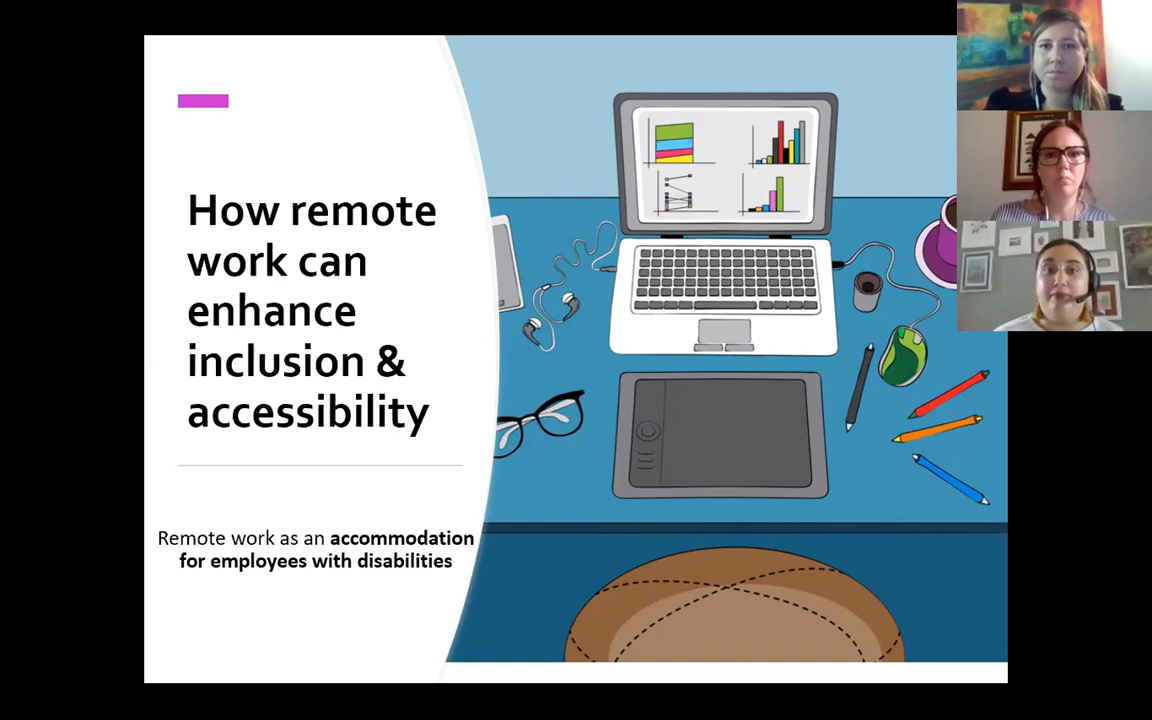 How remote
work can
enhance
inclusion &
accessibility
Remote work as an accommodation
for employees with disabilities